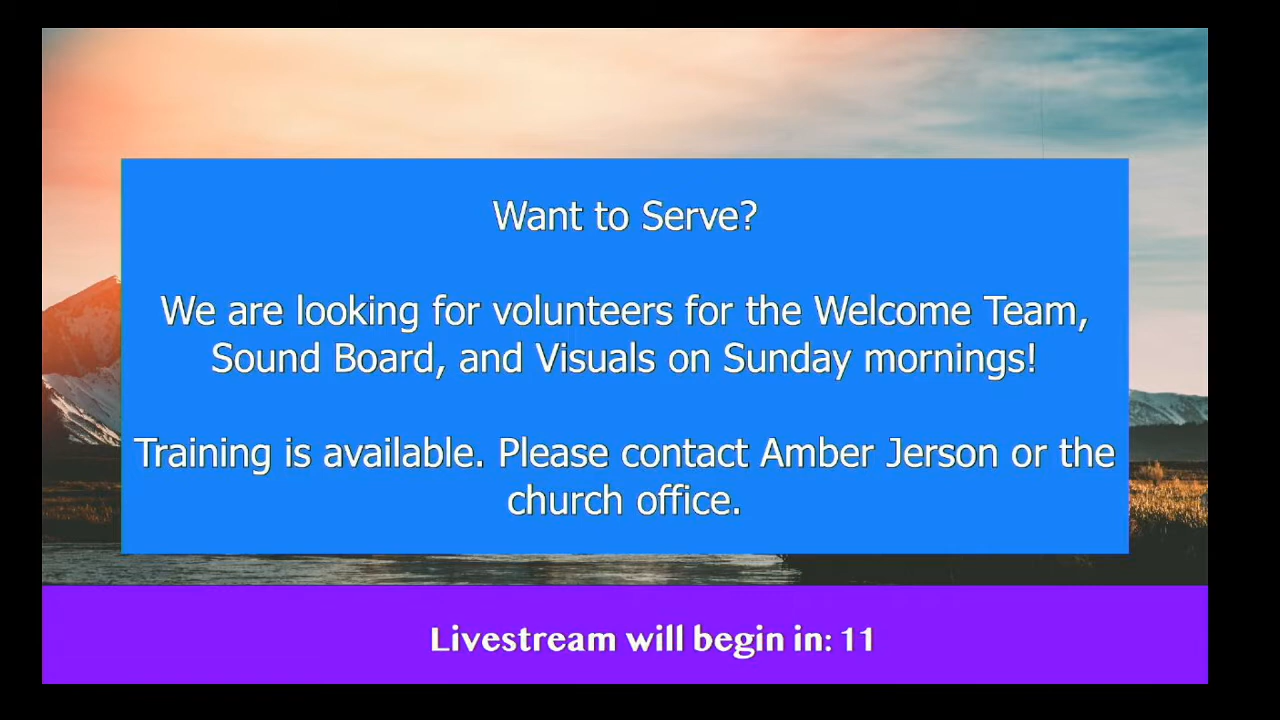 Want to Serve?
We are looking for volunteers for the Welcome Team,
Sound Board, and Visuals on Sunday mornings!
Training is available. Please contact Amber Jerson or the
church office.
Livestream will begin in: 11